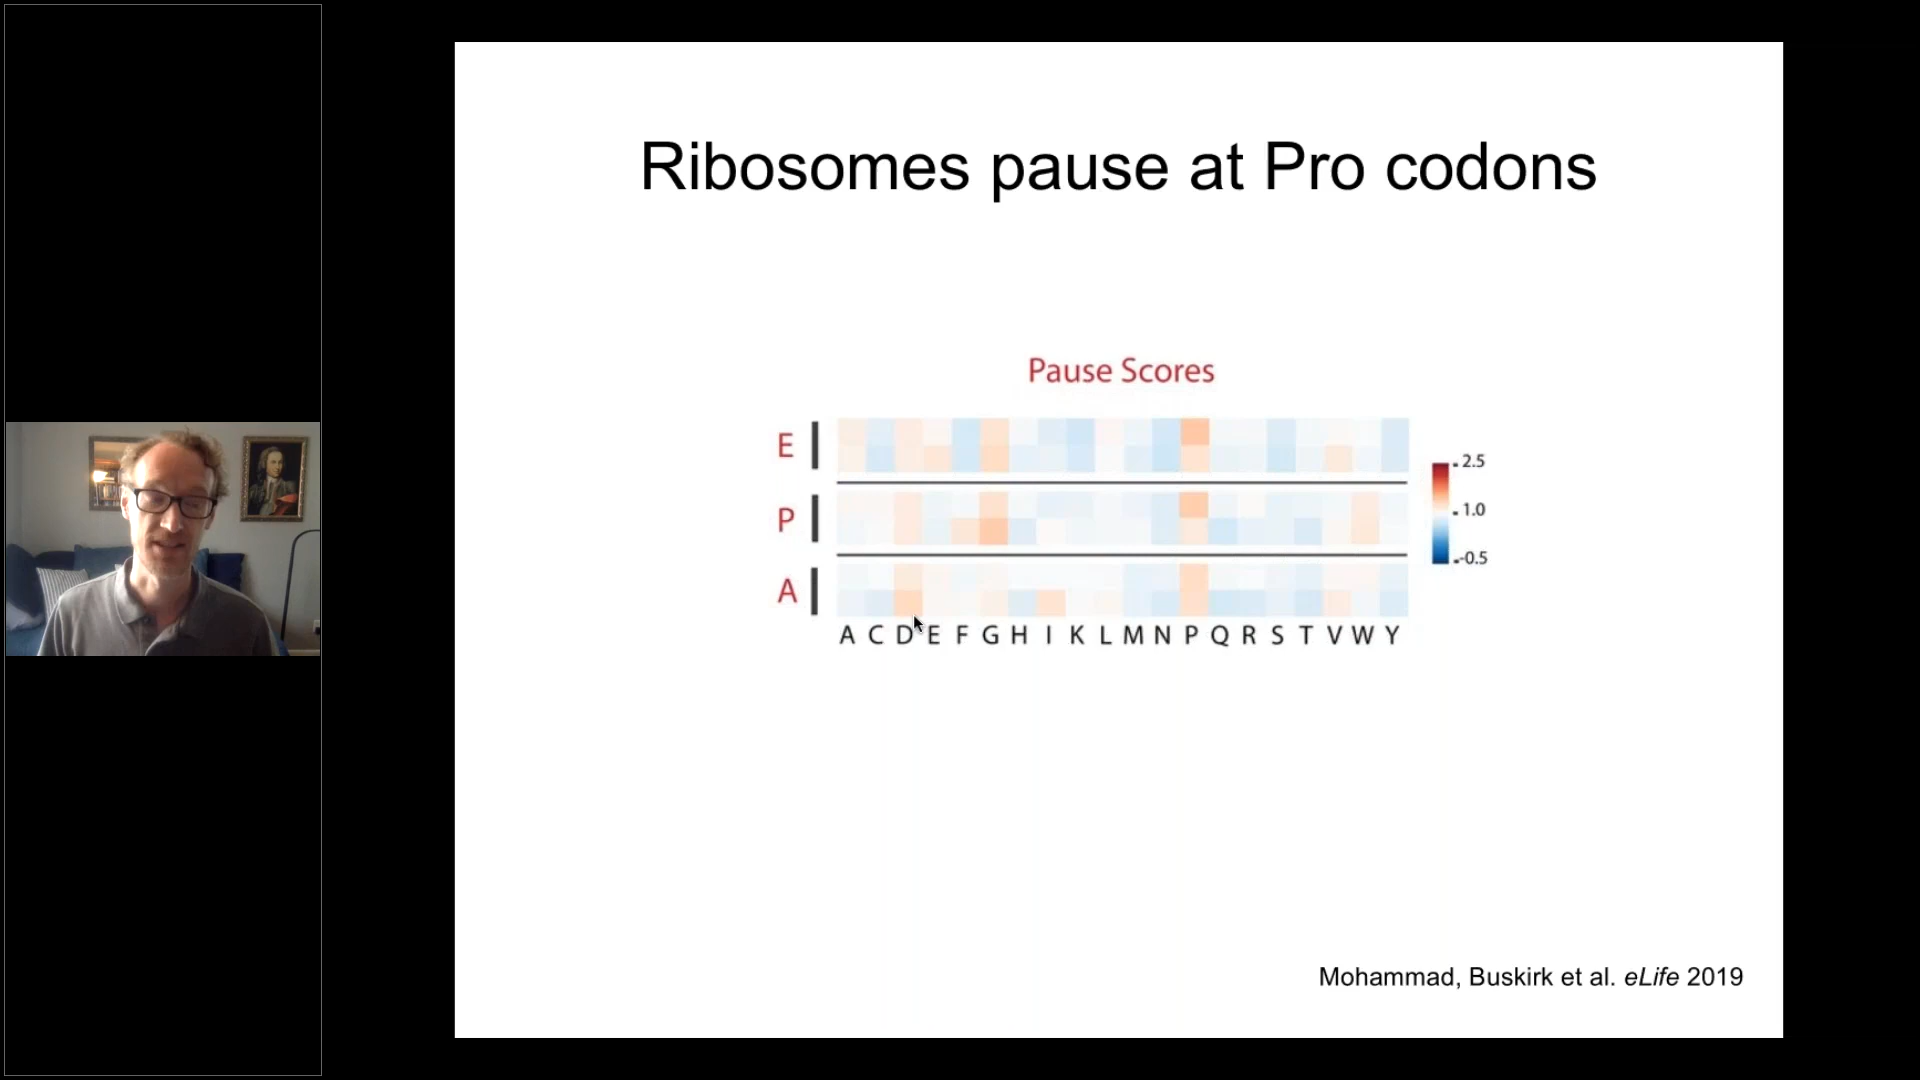 Ribosomes pause at Pro codons
Pause Scores
E
P
A
2.5
1.0
-0.5
A C D E F G H I K L M N P Q R S T V W Y
Mohammad, Buskirk et al. eLife 2019